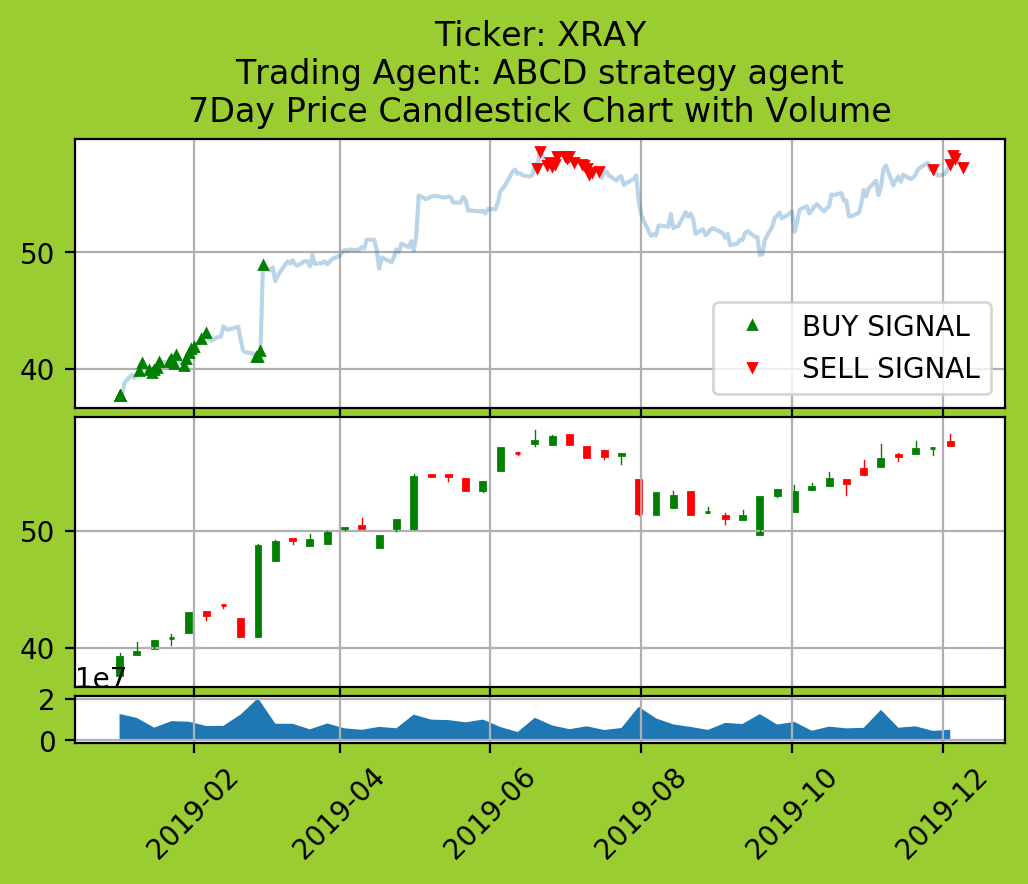 Ticker: XRAY
Trading Agent: ABCD strategy agent
7Day Price Candlestick Chart with Volume
50
40
BUY SIGNAL
SELL SIGNAL
50
40
1e7
2
0
2019-02
2019-04
2019-06
2019-08
2019-10
2019-12